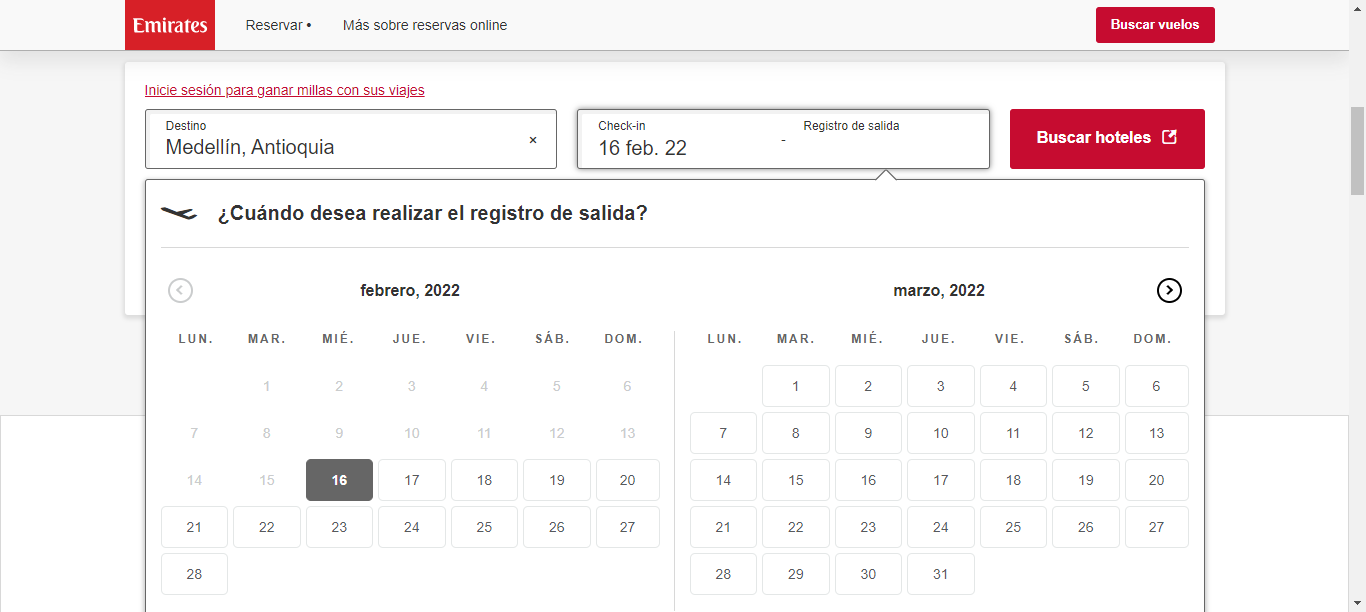 Emirates Reservar • Más sobre reservas online Buscar vuelos
Inicie sesión para ganar millas con sus viajes
Destino
Medellín, Antioquia ×
Check-in
16 feb. 22
-
Registro de salida
Buscar hoteles
¿Cuándo desea realizar el registro de salida?
febrero, 2022
LUN. MAR. MIÉ. JUE. VIE. SÁB. DOM.
1 2 3 4 5 6
7 8 9 10 11 12 13
14 15 16 17 18 19 20
21 22 23 24 25 26 27
28
marzo, 2022
LUN. MAR. MIÉ. JUE. VIE. SÁB. DOM.
1 2 3 4 5 6
7 8 9 10 11 12 13
14 15 16 17 18 19 20
21 22 23 24 25 26 27
28 29 30 31